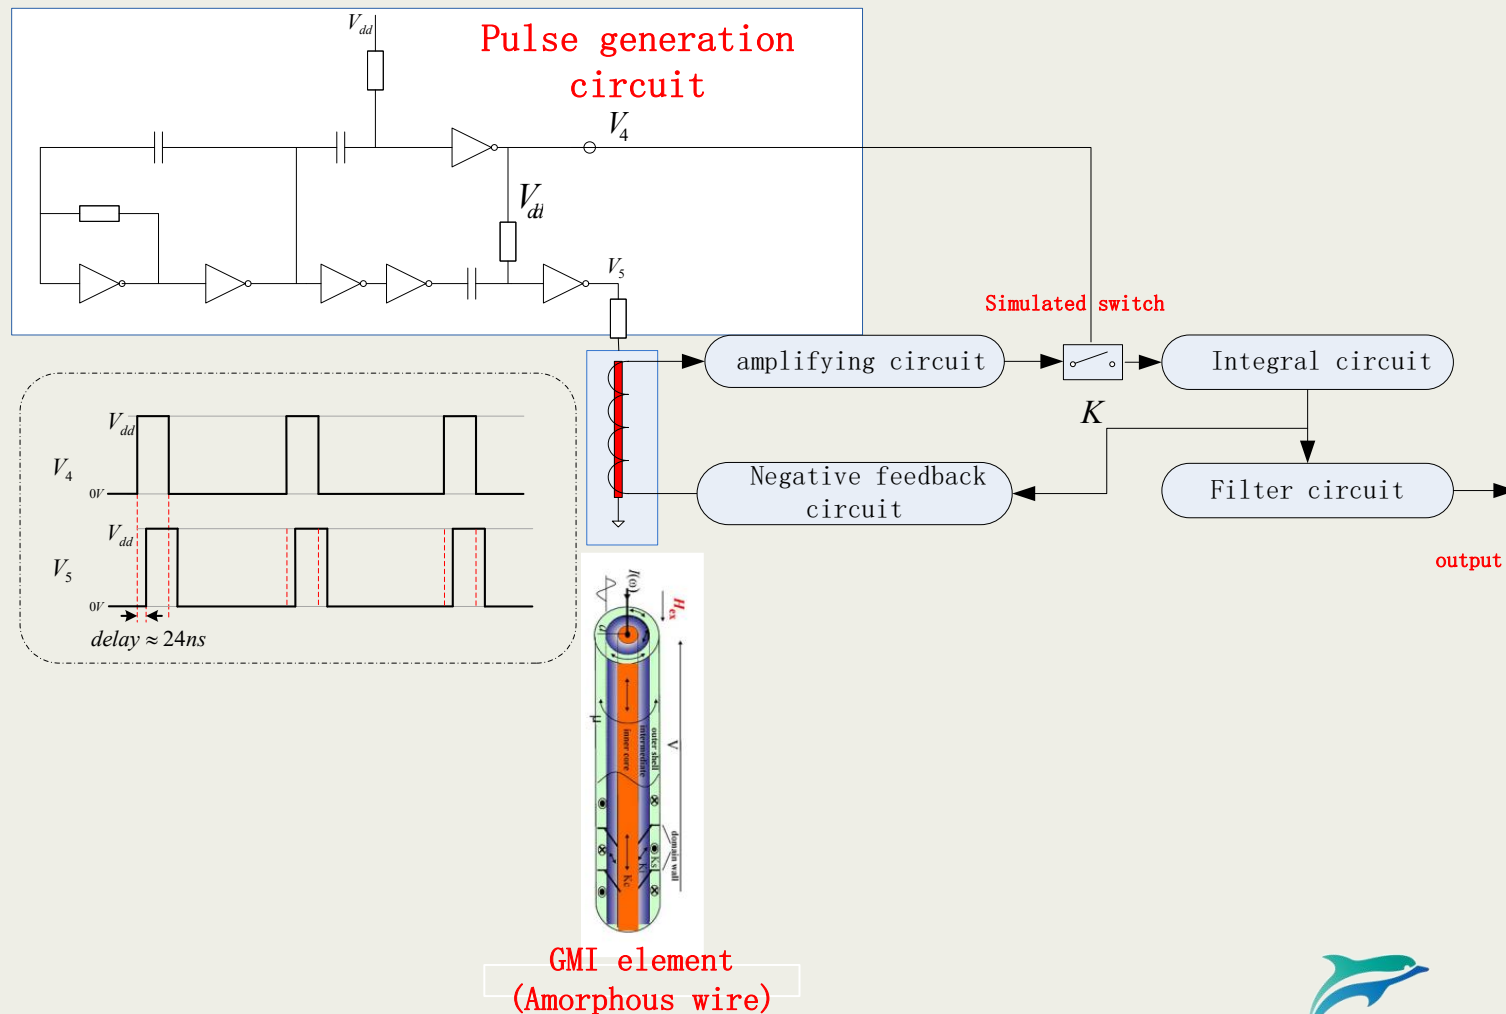 Vdd
Pulse generation
circuit
V4
Vdd
V5
Simulated switch
amplifying circuit
Integral circuit
K
Negative feedback
circuit
Filter circuit
output
Vdd
V4
0V
Vdd
V5
0V
delay ≈ 24ns
I(ω)
Hex
d
μ
V
outer shell
intermediate
inner core
domain wall
Ks
Kc
GMI element
(Amorphous wire)